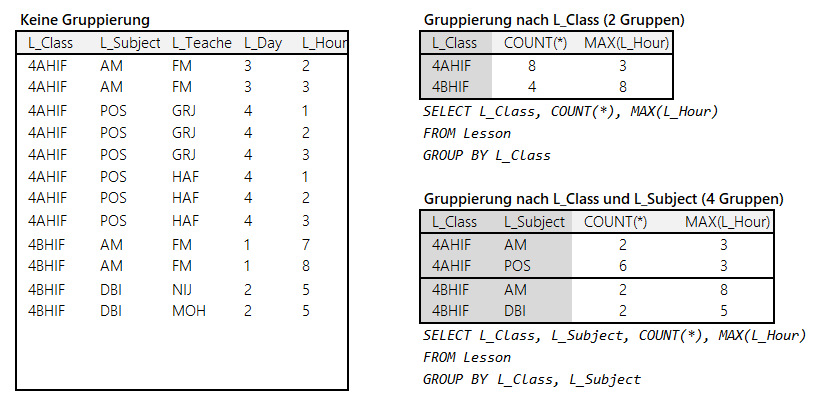 Keine Gruppierung
L_Class L_Subject L_Teache L_Day L_Hour
4AHIF AM FM 3 2
4AHIF AM FM 3 3
4AHIF POS GRJ 4 1
4AHIF POS GRJ 4 2
4AHIF POS GRJ 4 3
4AHIF POS HAF 4 1
4AHIF POS HAF 4 2
4AHIF POS HAF 4 3
4BHIF AM FM 1 7
4BHIF AM FM 1 8
4BHIF DBI NIJ 2 5
4BHIF DBI MOH 2 5
Gruppierung nach L_Class (2 Gruppen)
L_Class COUNT(*) MAX(L_Hour)
4AHIF 8 3
4BHIF 4 8
SELECT L_Class, COUNT(*), MAX(L_Hour)
FROM Lesson
GROUP BY L_Class
Gruppierung nach L_Class und L_Subject (4 Gruppen)
L_Class L_Subject COUNT(*) MAX(L_Hour)
4AHIF AM 2 3
4AHIF POS 6 3
4BHIF AM 2 8
4BHIF DBI 2 5
SELECT L_Class, L_Subject, COUNT(*), MAX(L_Hour)
FROM Lesson
GROUP BY L_Class, L_Subject